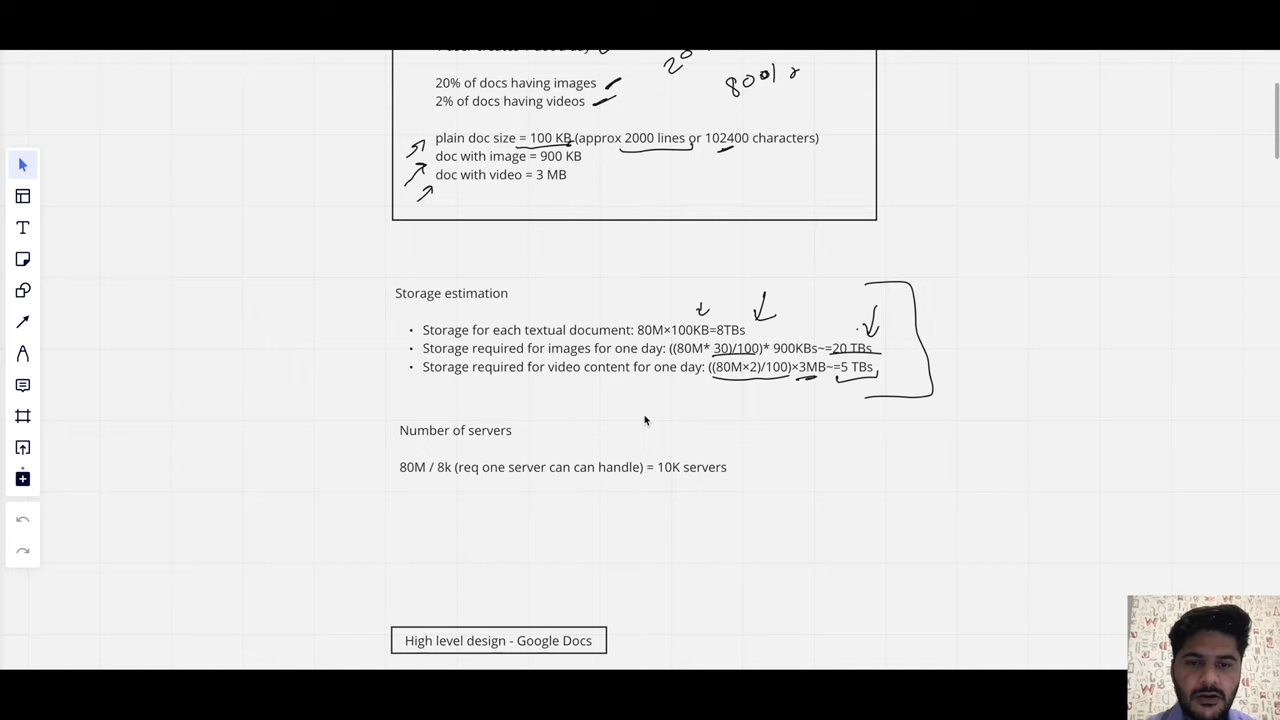 20% of docs having images
2% of docs having videos
20
800
plain doc size = 100 KB (approx 2000 lines or 102400 characters)
doc with image = 900 KB
doc with video = 3 MB
Storage estimation
• Storage for each textual document: 80M×100KB=8TBs
• Storage required for images for one day: ((80M* 30)/100)* 900KBs~=20 TBs
• Storage required for video content for one day: ((80M×2)/100)×3MB~=5 TBs
Number of servers
80M / 8k (req one server can can handle) = 10K servers
High level design - Google Docs